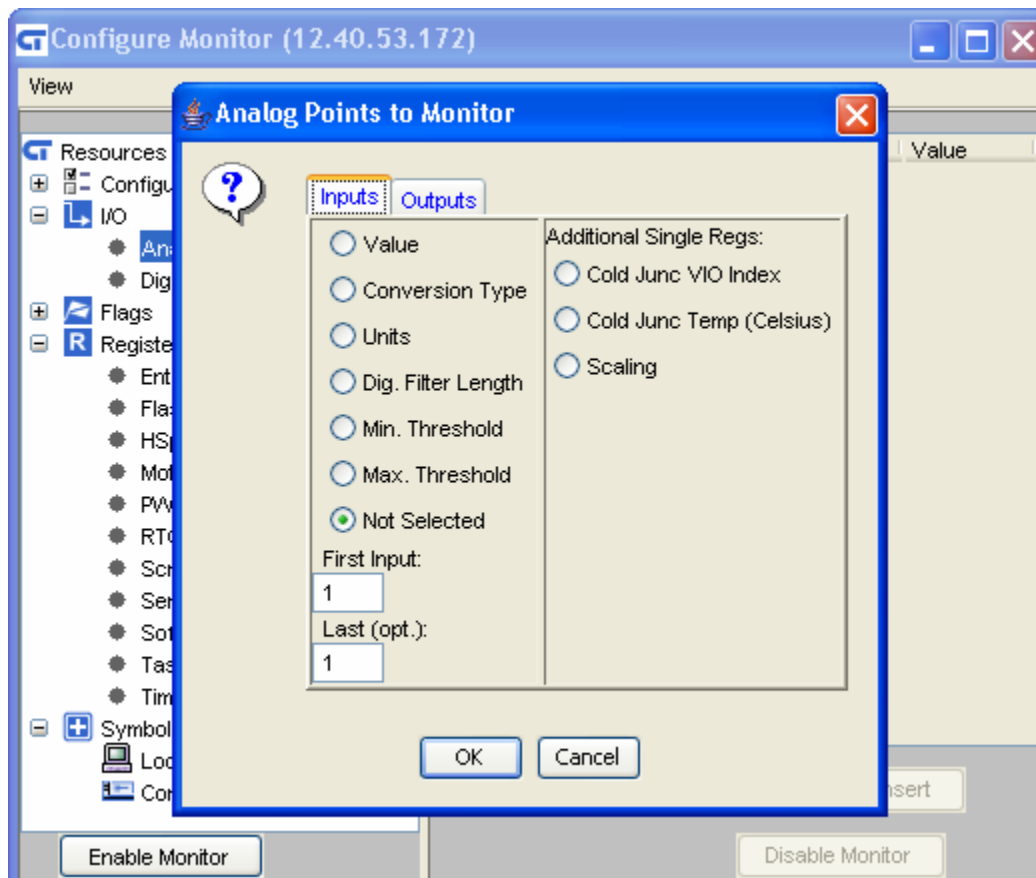 Configure Monitor (12.40.53.172)
View
Analog Points to Monitor
Resources
Value
Configu
I/O
Ana
Dig
Flags
Registe
Ent
Flas
HSp
Mot
PW
RTC
Scr
Ser
Sof
Tas
Tim
Symbol
Loc
Con
Inputs
Outputs
Value
Conversion Type
Units
Dig. Filter Length
Min. Threshold
Max. Threshold
Not Selected
First Input:
1
Last (opt.):
1
Additional Single Regs:
Cold Junc VIO Index
Cold Junc Temp (Celsius)
Scaling
OK
Cancel
nsert
Enable Monitor
Disable Monitor